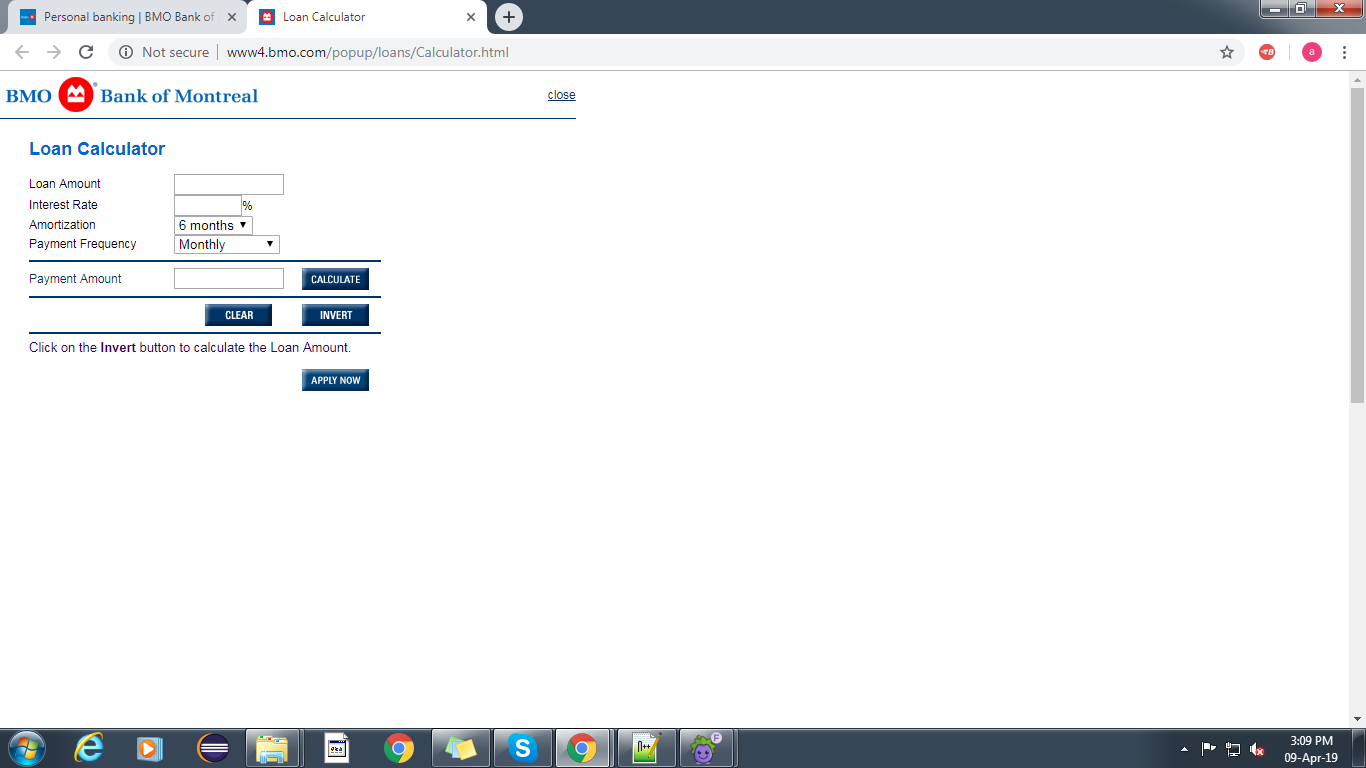 Personal banking | BMO Bank of
Loan Calculator
Not secure
www4.bmo.com/popup/loans/Calculator.html
a
BMO Bank of Montreal
close
Loan Calculator
Loan Amount
Interest Rate %
Amortization 6 months
Payment Frequency Monthly
Payment Amount CALCULATE
CLEAR INVERT
Click on the Invert button to calculate the Loan Amount.
APPLY NOW
3:09 PM
09-Apr-19